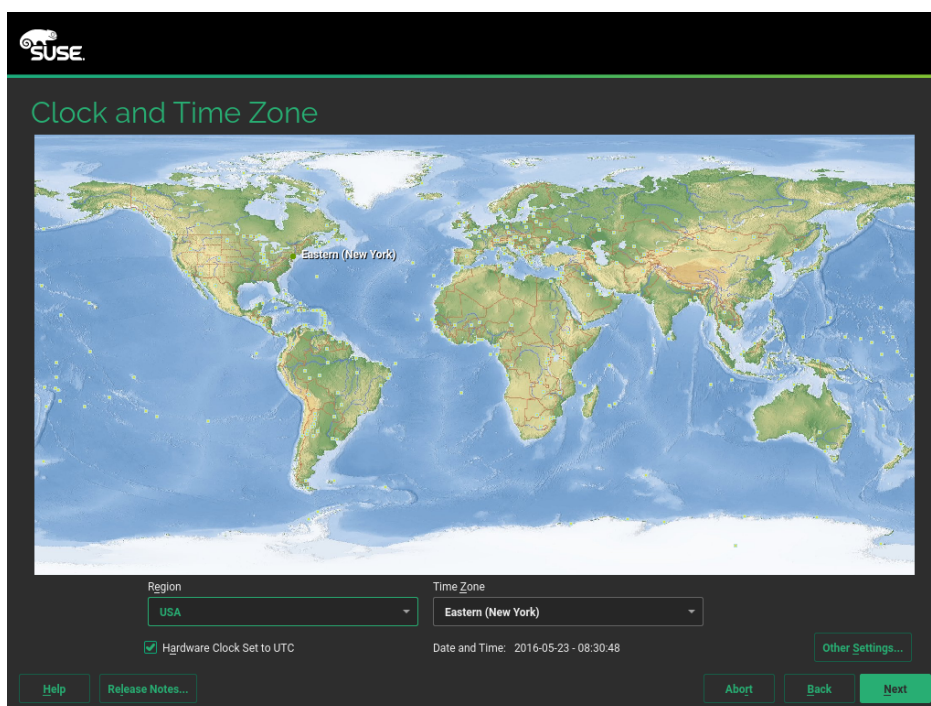 SUSE.
Clock and Time Zone
Eastern (New York)
Region
Time Zone
USA
Eastern (New York)
Hardware Clock Set to UTC
Date and Time: 2016-05-23 - 08:30:48
Other Settings...
Help
Release Notes...
Abort
Back
Next